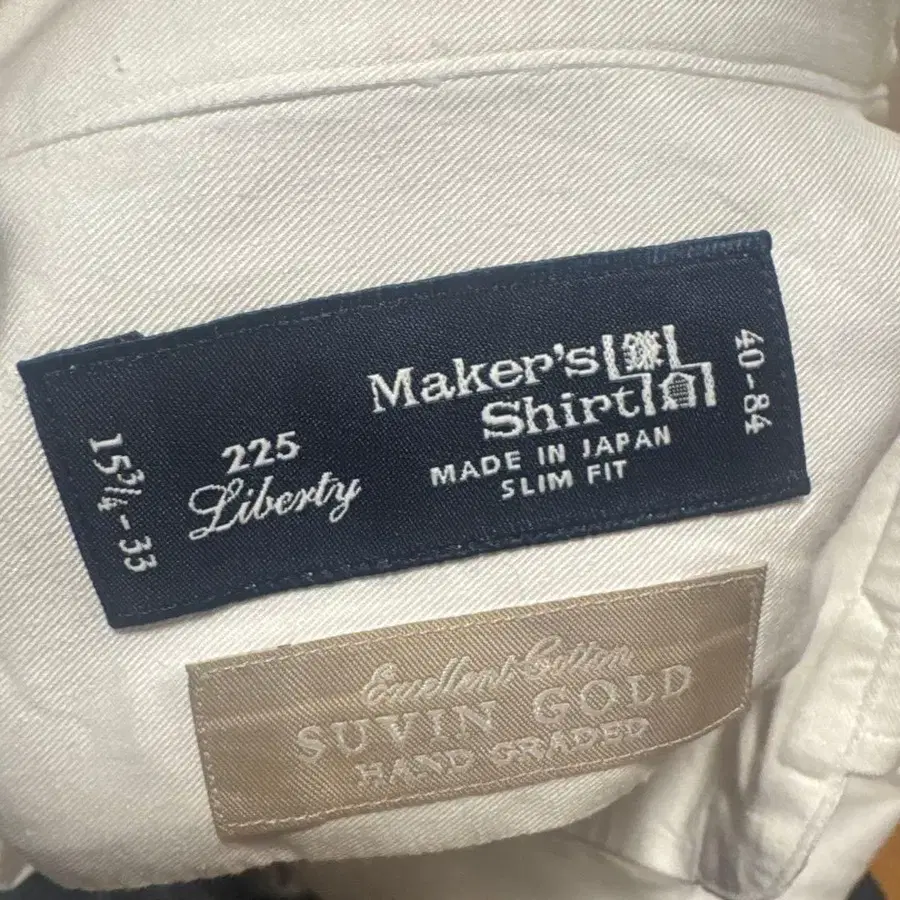 15¾-33
225
Liberty
Maker's
Shirt
鎌
MADE IN JAPAN
SLIM FIT
40-84
Excellent Cotton
SUVIN GOLD
HAND GRADED